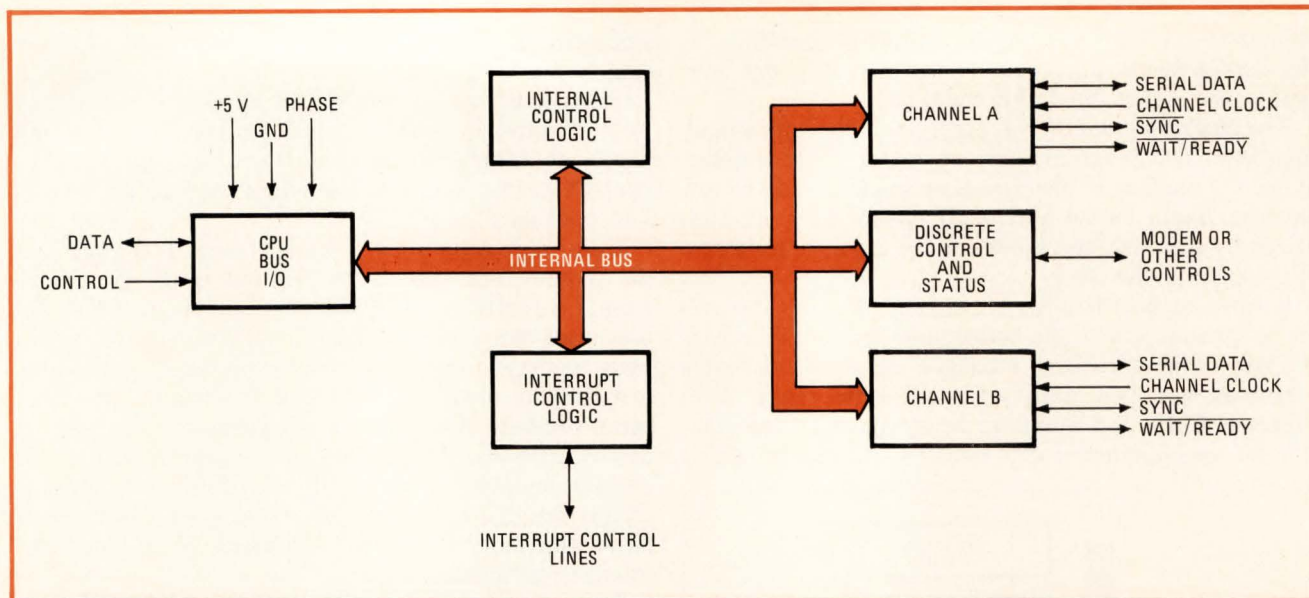 +5 V
GND
PHASE
DATA
CONTROL
CPU
BUS
I/O
INTERNAL
CONTROL
LOGIC
INTERNAL BUS
INTERRUPT
CONTROL
LOGIC
INTERRUPT CONTROL
LINES
CHANNEL A
SERIAL DATA
CHANNEL CLOCK
SYNC
WAIT/READY
DISCRETE
CONTROL
AND
STATUS
MODEM OR
OTHER
CONTROLS
CHANNEL B
SERIAL DATA
CHANNEL CLOCK
SYNC
WAIT/READY